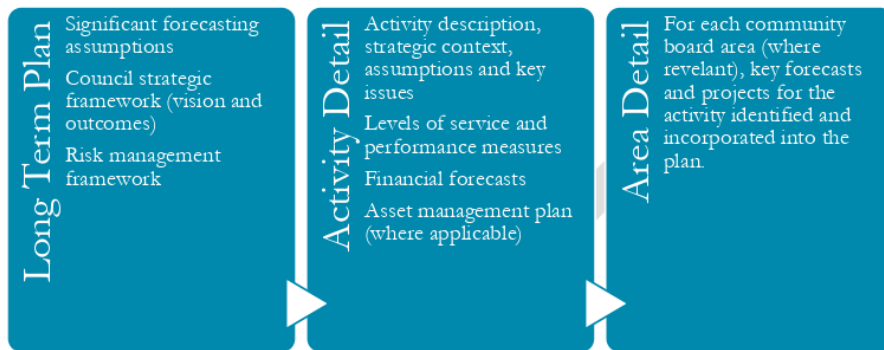 Long Term Plan
Significant forecasting
assumptions
Council strategic
framework (vision and
outcomes)
Risk management
framework
Activity Detail
Activity description,
strategic context,
assumptions and key
issues
Levels of service and
performance measures
Financial forecasts
Asset management plan
(where applicable)
Area Detail
For each community
board area (where
revelant), key forecasts
and projects for the
activity identified and
incorporated into the
plan.